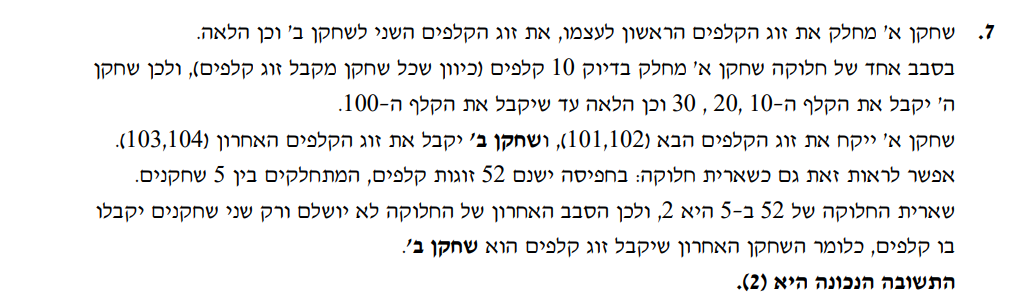 7. שחקן א' מחלק את זוג הקלפים הראשון לעצמו, את זוג הקלפים השני לשחקן ב' וכן הלאה.
בסבב אחד של חלוקה שחקן א' מחלק בדיוק 10 קלפים (כיוון שכל שחקן מקבל זוג קלפים), ולכן שחקן
ה' יקבל את הקלף ה-10, 20, 30 וכן הלאה עד שיקבל את הקלף ה-100.
שחקן א' ייקח את זוג הקלפים הבא (101,102), ושחקן ב' יקבל את זוג הקלפים האחרון (103,104).
אפשר לראות זאת גם כשארית חלוקה: בחפיסה ישנם 52 זוגות קלפים, המתחלקים בין 5 שחקנים.
שארית החלוקה של 52 ב-5 היא 2, ולכן הסבב האחרון של החלוקה לא יושלם ורק שני שחקנים יקבלו
בו קלפים, כלומר השחקן האחרון שיקבל זוג קלפים הוא שחקן ב'.
התשובה הנכונה היא (2).